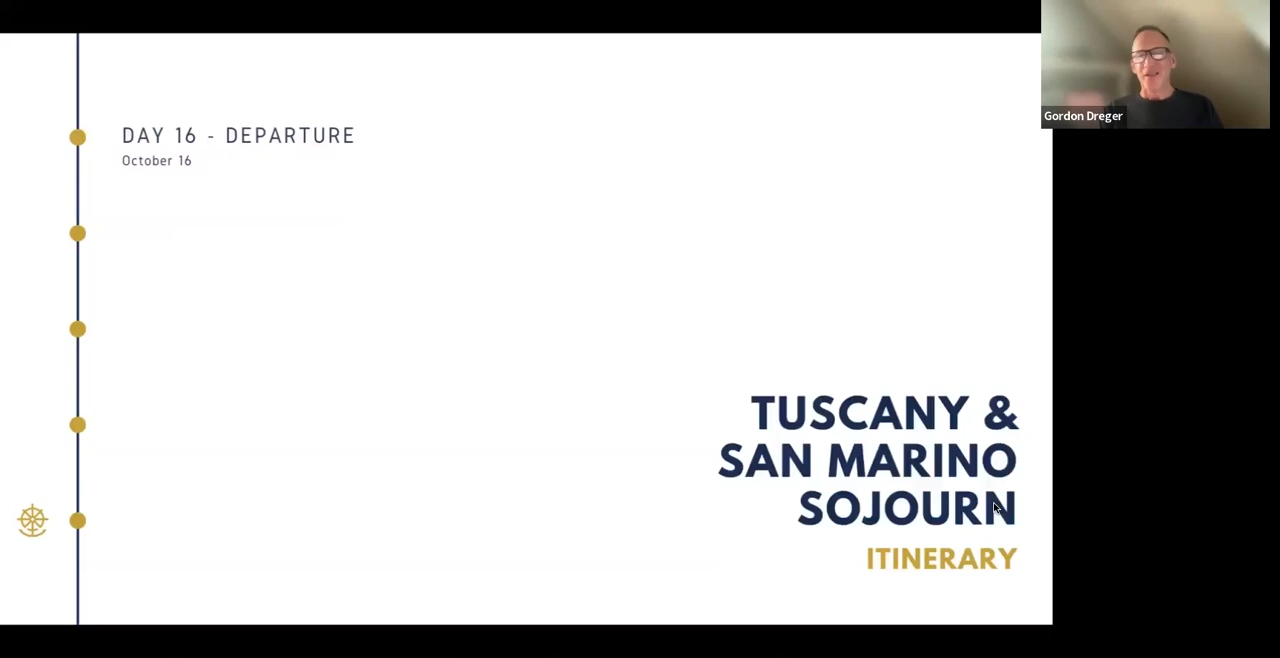 DAY 16 - DEPARTURE
October 16
TUSCANY &
SAN MARINO
SOJOURN
ITINERARY
Gordon Dreger